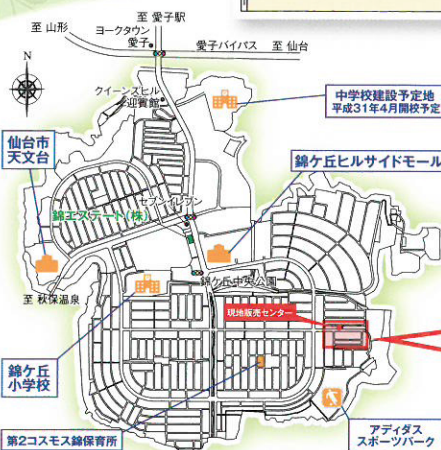 至 愛子駅
至 山形
ヨークタウン
愛子
愛子バイパス 至 仙台
N
クイーンズヒル
迎賓館
中学校建設予定地
平成31年4月開校予定
仙台市
天文台
錦ケ丘ヒルサイドモール
セブンイレブン
錦エステート(株)
錦ケ丘中央公園
至 秋保温泉
現地販売センター
錦ケ丘
小学校
アディダス
スポーツパーク
第2コスモス錦保育所